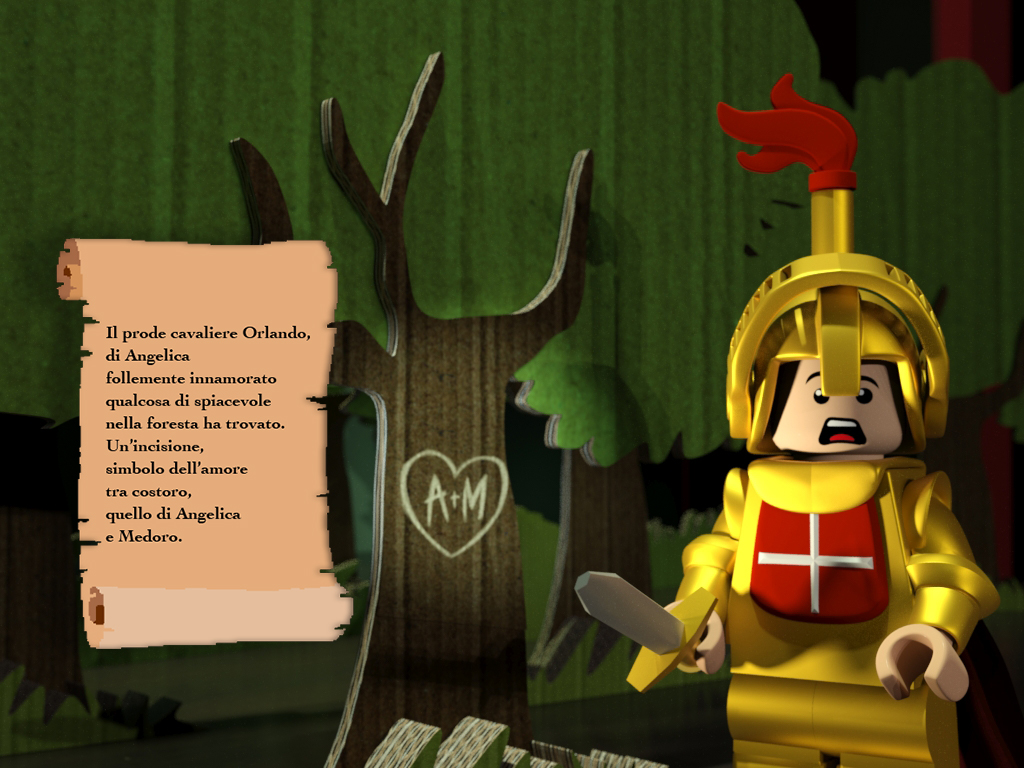 Il prode cavaliere Orlando,
di Angelica
follemente innamorato
qualcosa di spiacevole
nella foresta ha trovato.
Un'incisione,
simbolo dell'amore
tra costoro,
quello di Angelica
e Medoro.
A+M